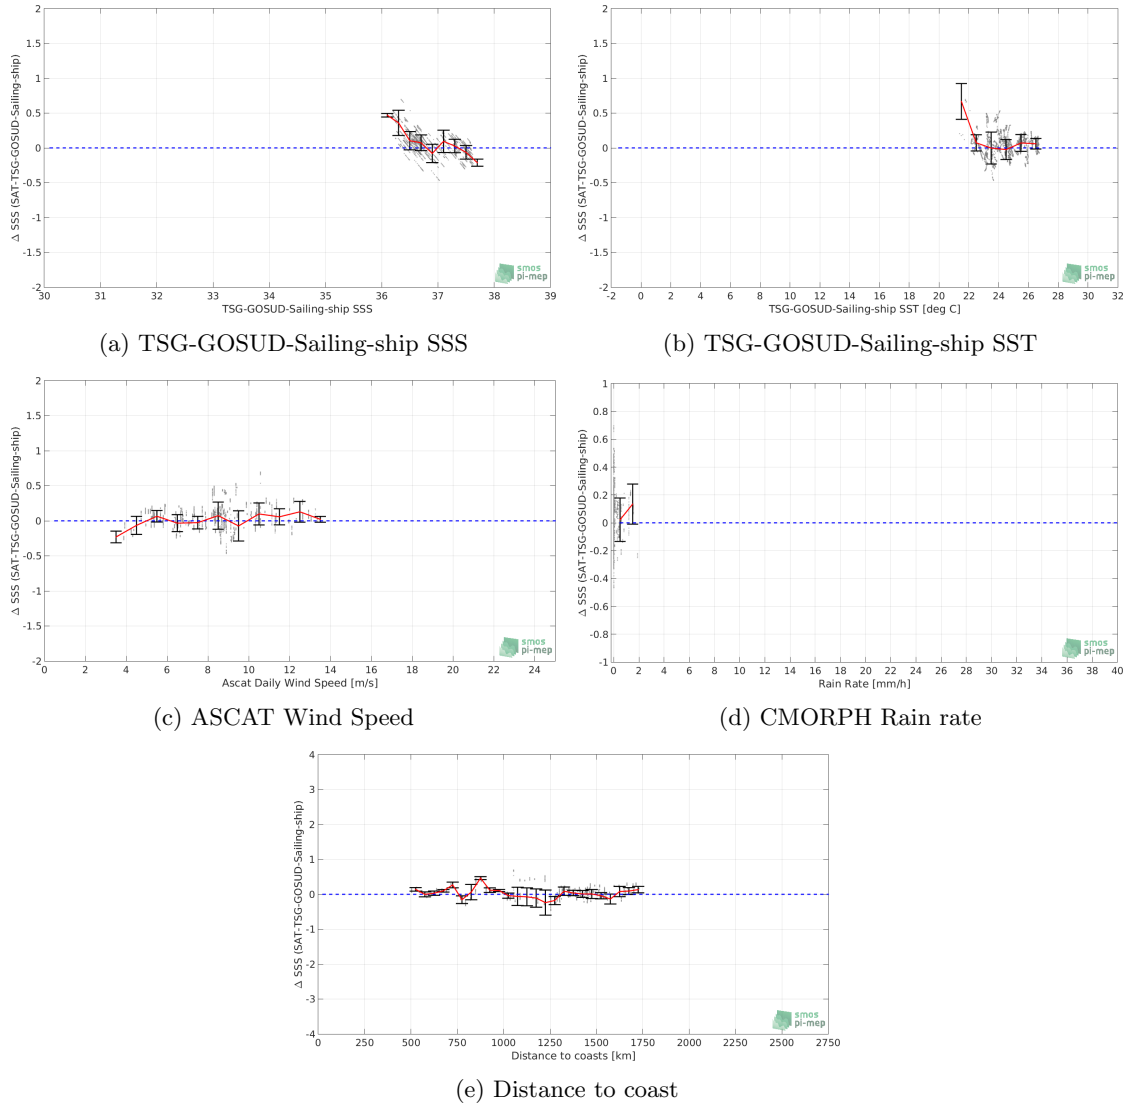 2
1.5
1
0.5
0
-0.5
-1
-1.5
-2
Δ SSS (SAT-TSG-GOSUD-Sailing-ship)
30 31 32 33 34 35 36 37 38 39
TSG-GOSUD-Sailing-ship SSS
smos
pi-mep
(a) TSG-GOSUD-Sailing-ship SSS
2
1.5
1
0.5
0
-0.5
-1
-1.5
-2
Δ SSS (SAT-TSG-GOSUD-Sailing-ship)
-2 0 2 4 6 8 10 12 14 16 18 20 22 24 26 28 30 32
TSG-GOSUD-Sailing-ship SST [deg C]
smos
pi-mep
(b) TSG-GOSUD-Sailing-ship SST
2
1.5
1
0.5
0
-0.5
-1
-1.5
-2
Δ SSS (SAT-TSG-GOSUD-Sailing-ship)
0 2 4 6 8 10 12 14 16 18 20 22 24
Ascat Daily Wind Speed [m/s]
smos
pi-mep
(c) ASCAT Wind Speed
1
0.8
0.6
0.4
0.2
0
-0.2
-0.4
-0.6
-0.8
-1
Δ SSS (SAT-TSG-GOSUD-Sailing-ship)
0 2 4 6 8 10 12 14 16 18 20 22 24 26 28 30 32 34 36 38 40
Rain Rate [mm/h]
smos
pi-mep
(d) CMORPH Rain rate
4
3
2
1
0
-1
-2
-3
-4
Δ SSS (SAT-TSG-GOSUD-Sailing-ship)
0 250 500 750 1000 1250 1500 1750 2000 2250 2500 2750
Distance to coasts [km]
smos
pi-mep
(e) Distance to coast